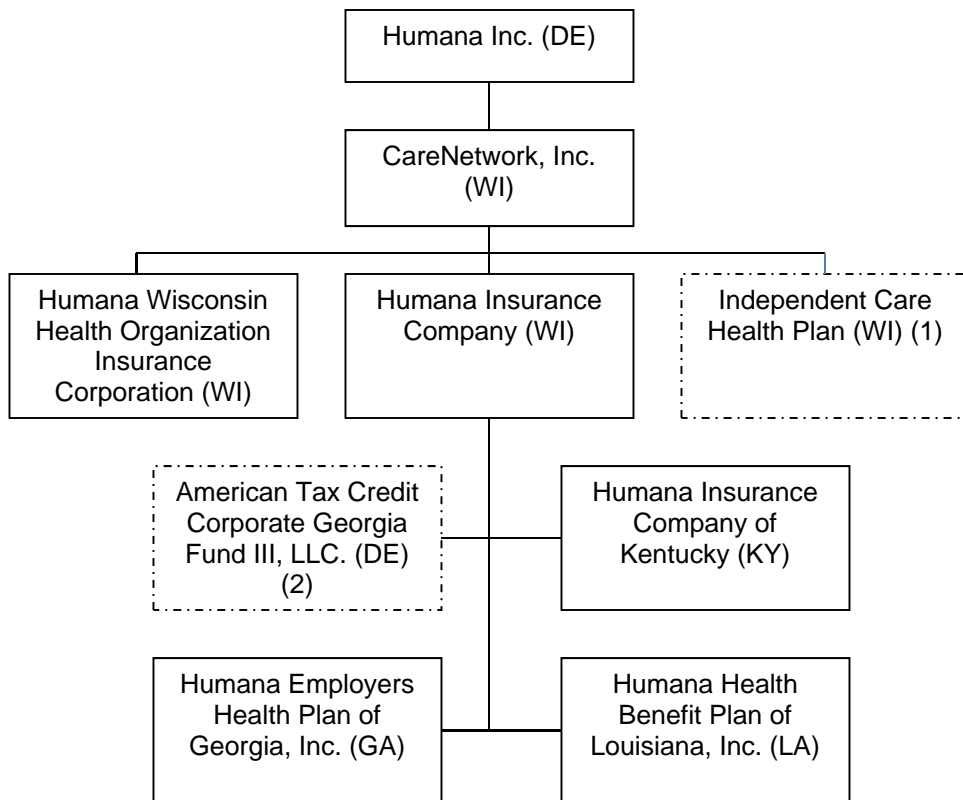 Humana Inc. (DE)
CareNetwork, Inc.
(WI)
Humana Wisconsin
Health Organization
Insurance
Corporation (WI)
Humana Insurance
Company (WI)
Independent Care
Health Plan (WI) (1)
American Tax Credit
Corporate Georgia
Fund III, LLC. (DE)
(2)
Humana Insurance
Company of
Kentucky (KY)
Humana Employers
Health Plan of
Georgia, Inc. (GA)
Humana Health
Benefit Plan of
Louisiana, Inc. (LA)